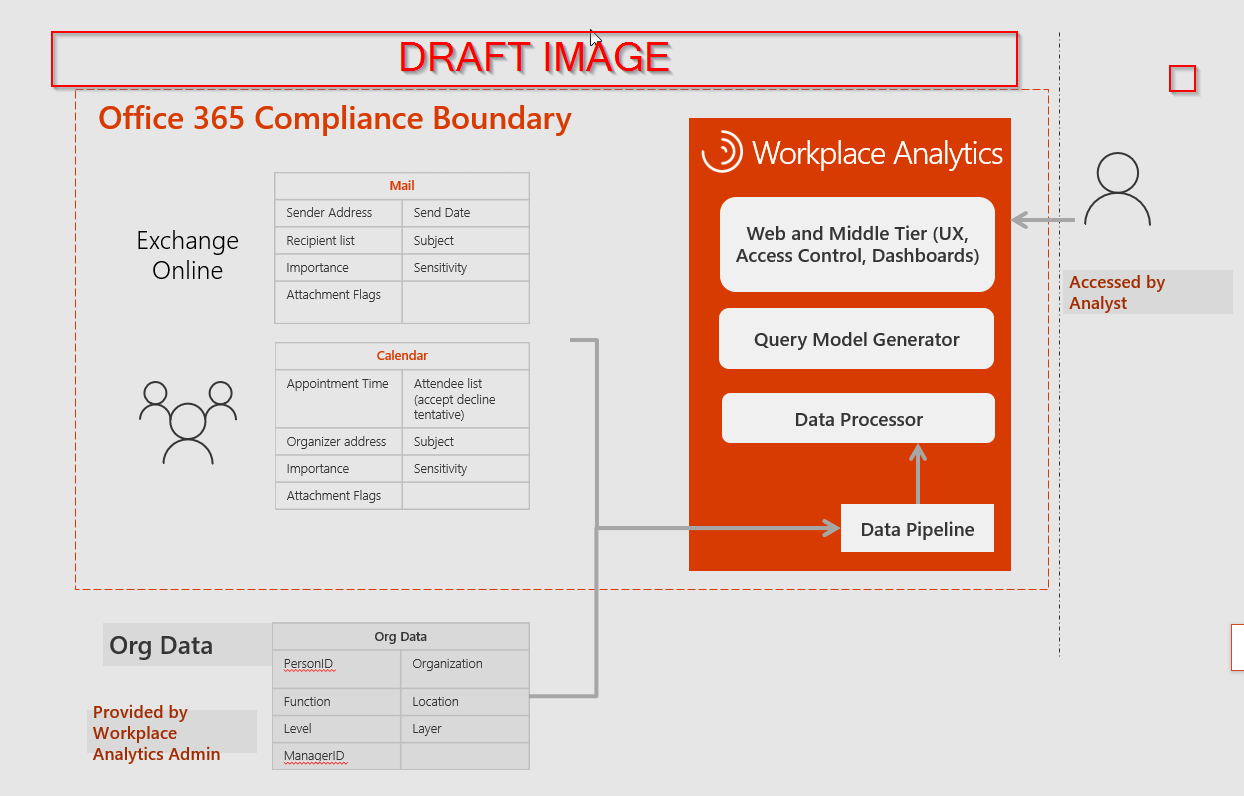 DRAFT IMAGE
Office 365 Compliance Boundary
Exchange
Online
Mail
Sender Address
Send Date
Recipient list
Subject
Importance
Sensitivity
Attachment Flags
Calendar
Appointment Time
Attendee list
(accept decline
tentative)
Organizer address
Subject
Importance
Sensitivity
Attachment Flags
Workplace Analytics
Web and Middle Tier (UX,
Access Control, Dashboards)
Query Model Generator
Data Processor
Data Pipeline
Accessed by
Analyst
Org Data
Provided by
Workplace
Analytics Admin
Org Data
PersonID
Organization
Function
Location
Level
Layer
ManagerID